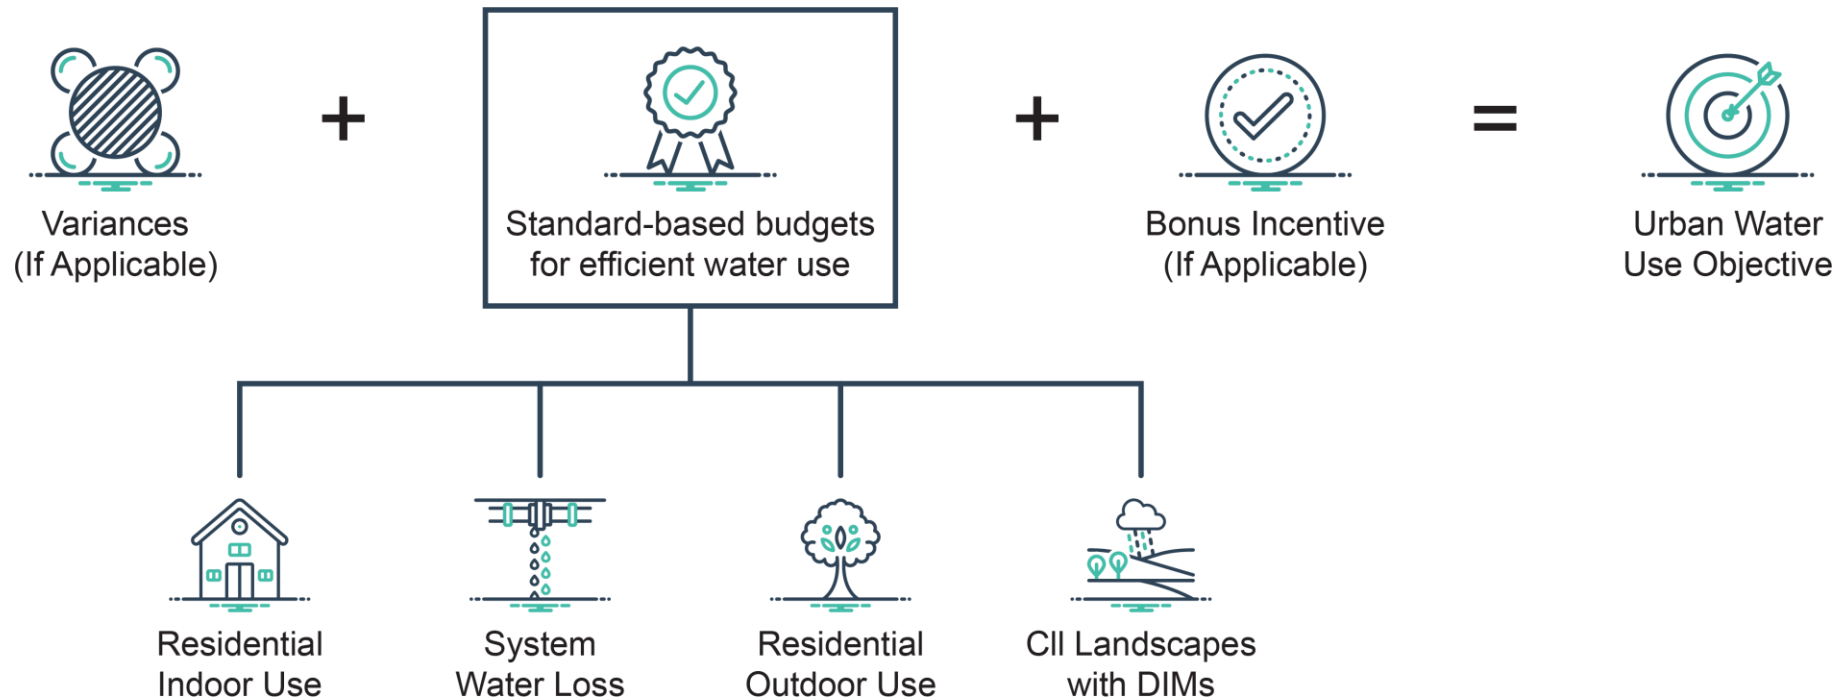 Variances
(If Applicable)
+
Standard-based budgets
for efficient water use
+
Bonus Incentive
(If Applicable)
=
Urban Water
Use Objective
Residential
Indoor Use
System
Water Loss
Residential
Outdoor Use
CII Landscapes
with DIMs